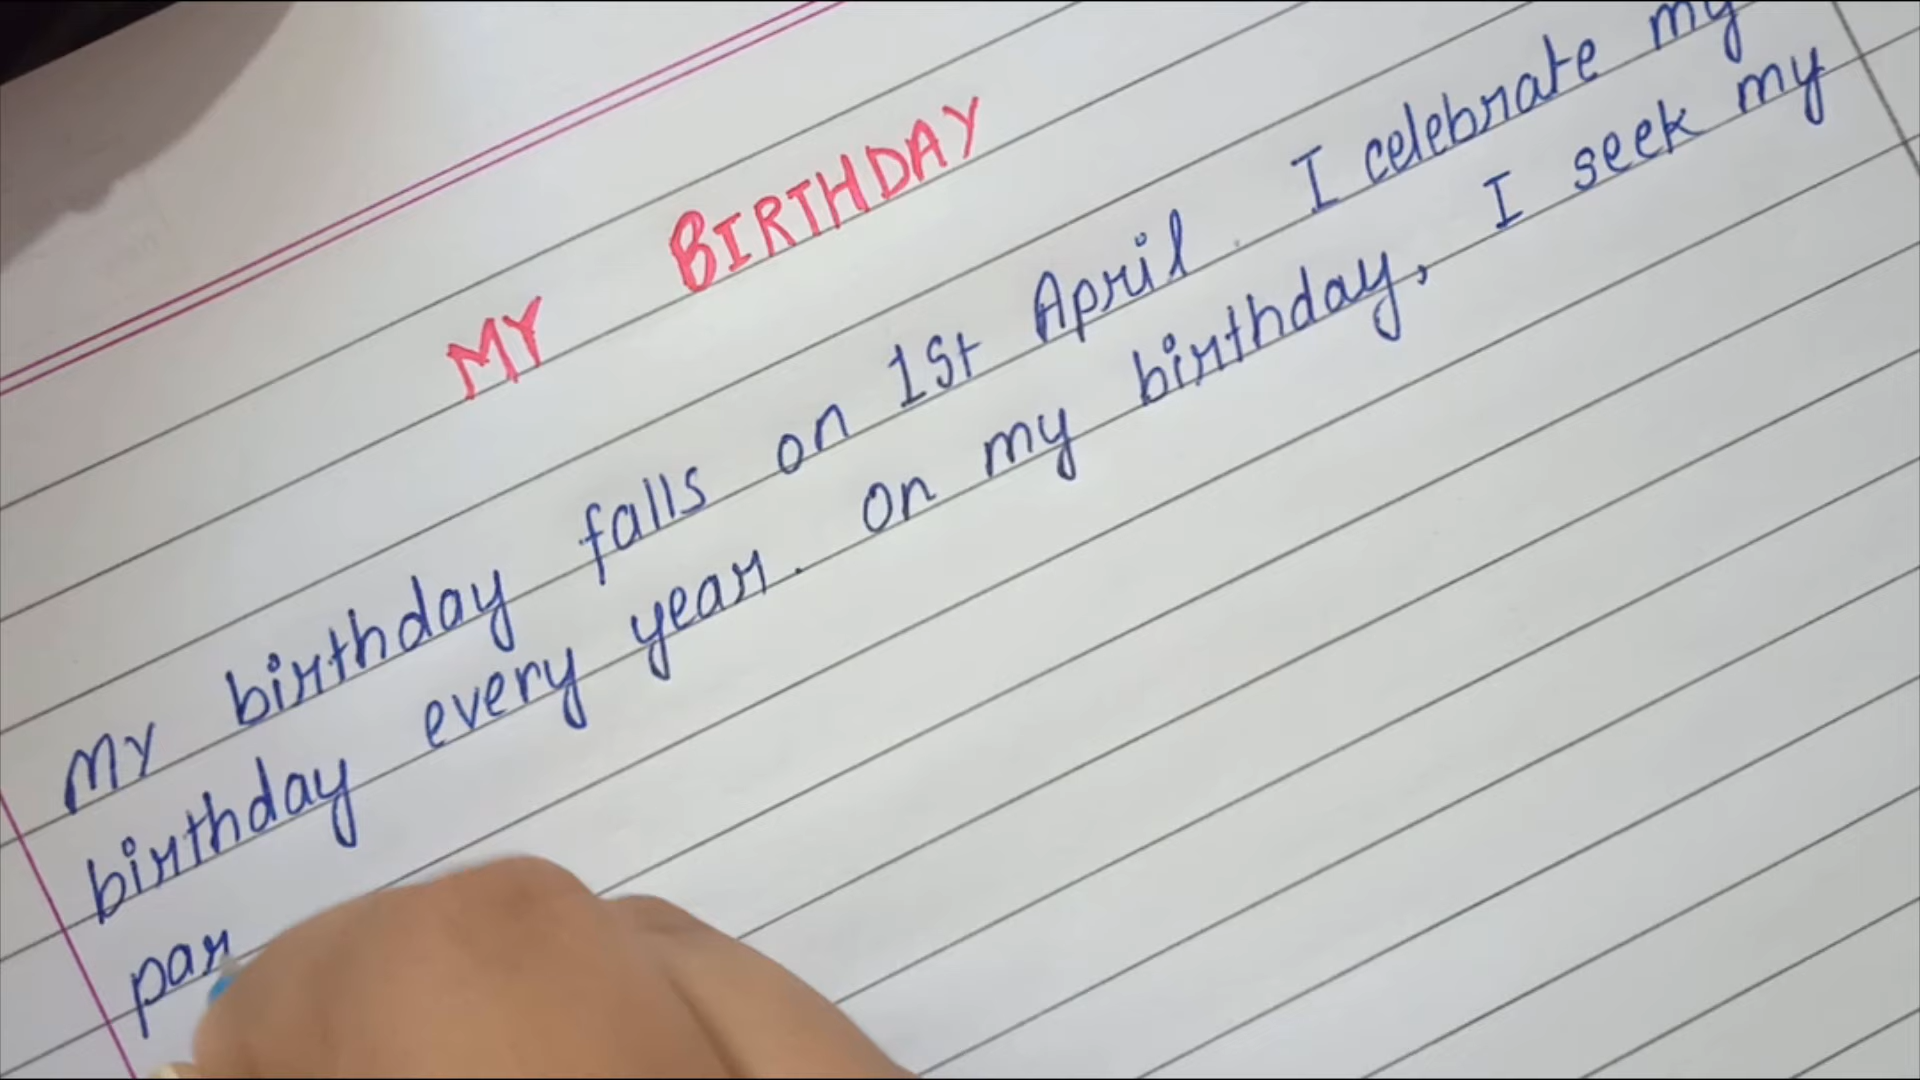 MY BIRTHDAY
My birthday falls on 1st April. I celebrate my
birthday every year. On my birthday, I seek my
par